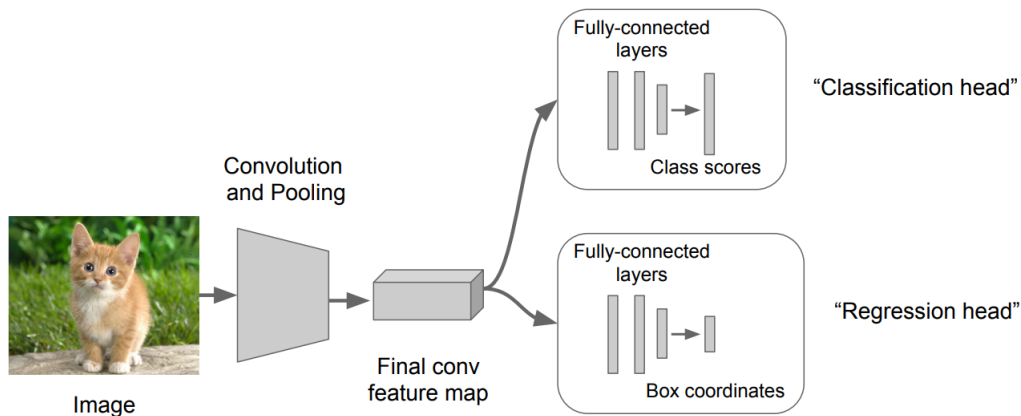 Fully-connected
layers
Class scores
“Classification head”
Convolution
and Pooling
Image
Final conv
feature map
Fully-connected
layers
Box coordinates
“Regression head”